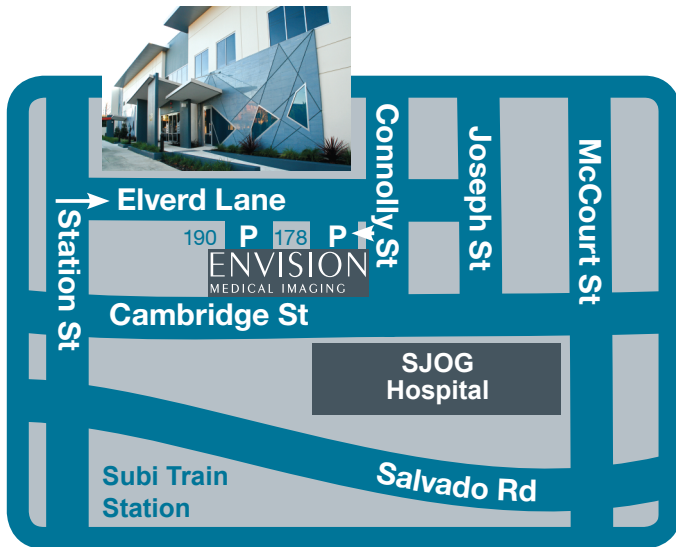 Connolly St
Joseph St
McCourt St
Elverd Lane
Station St
190 P 178 P
ENVISION
MEDICAL IMAGING
Cambridge St
SJOG
Hospital
Salvado Rd
Subi Train
Station